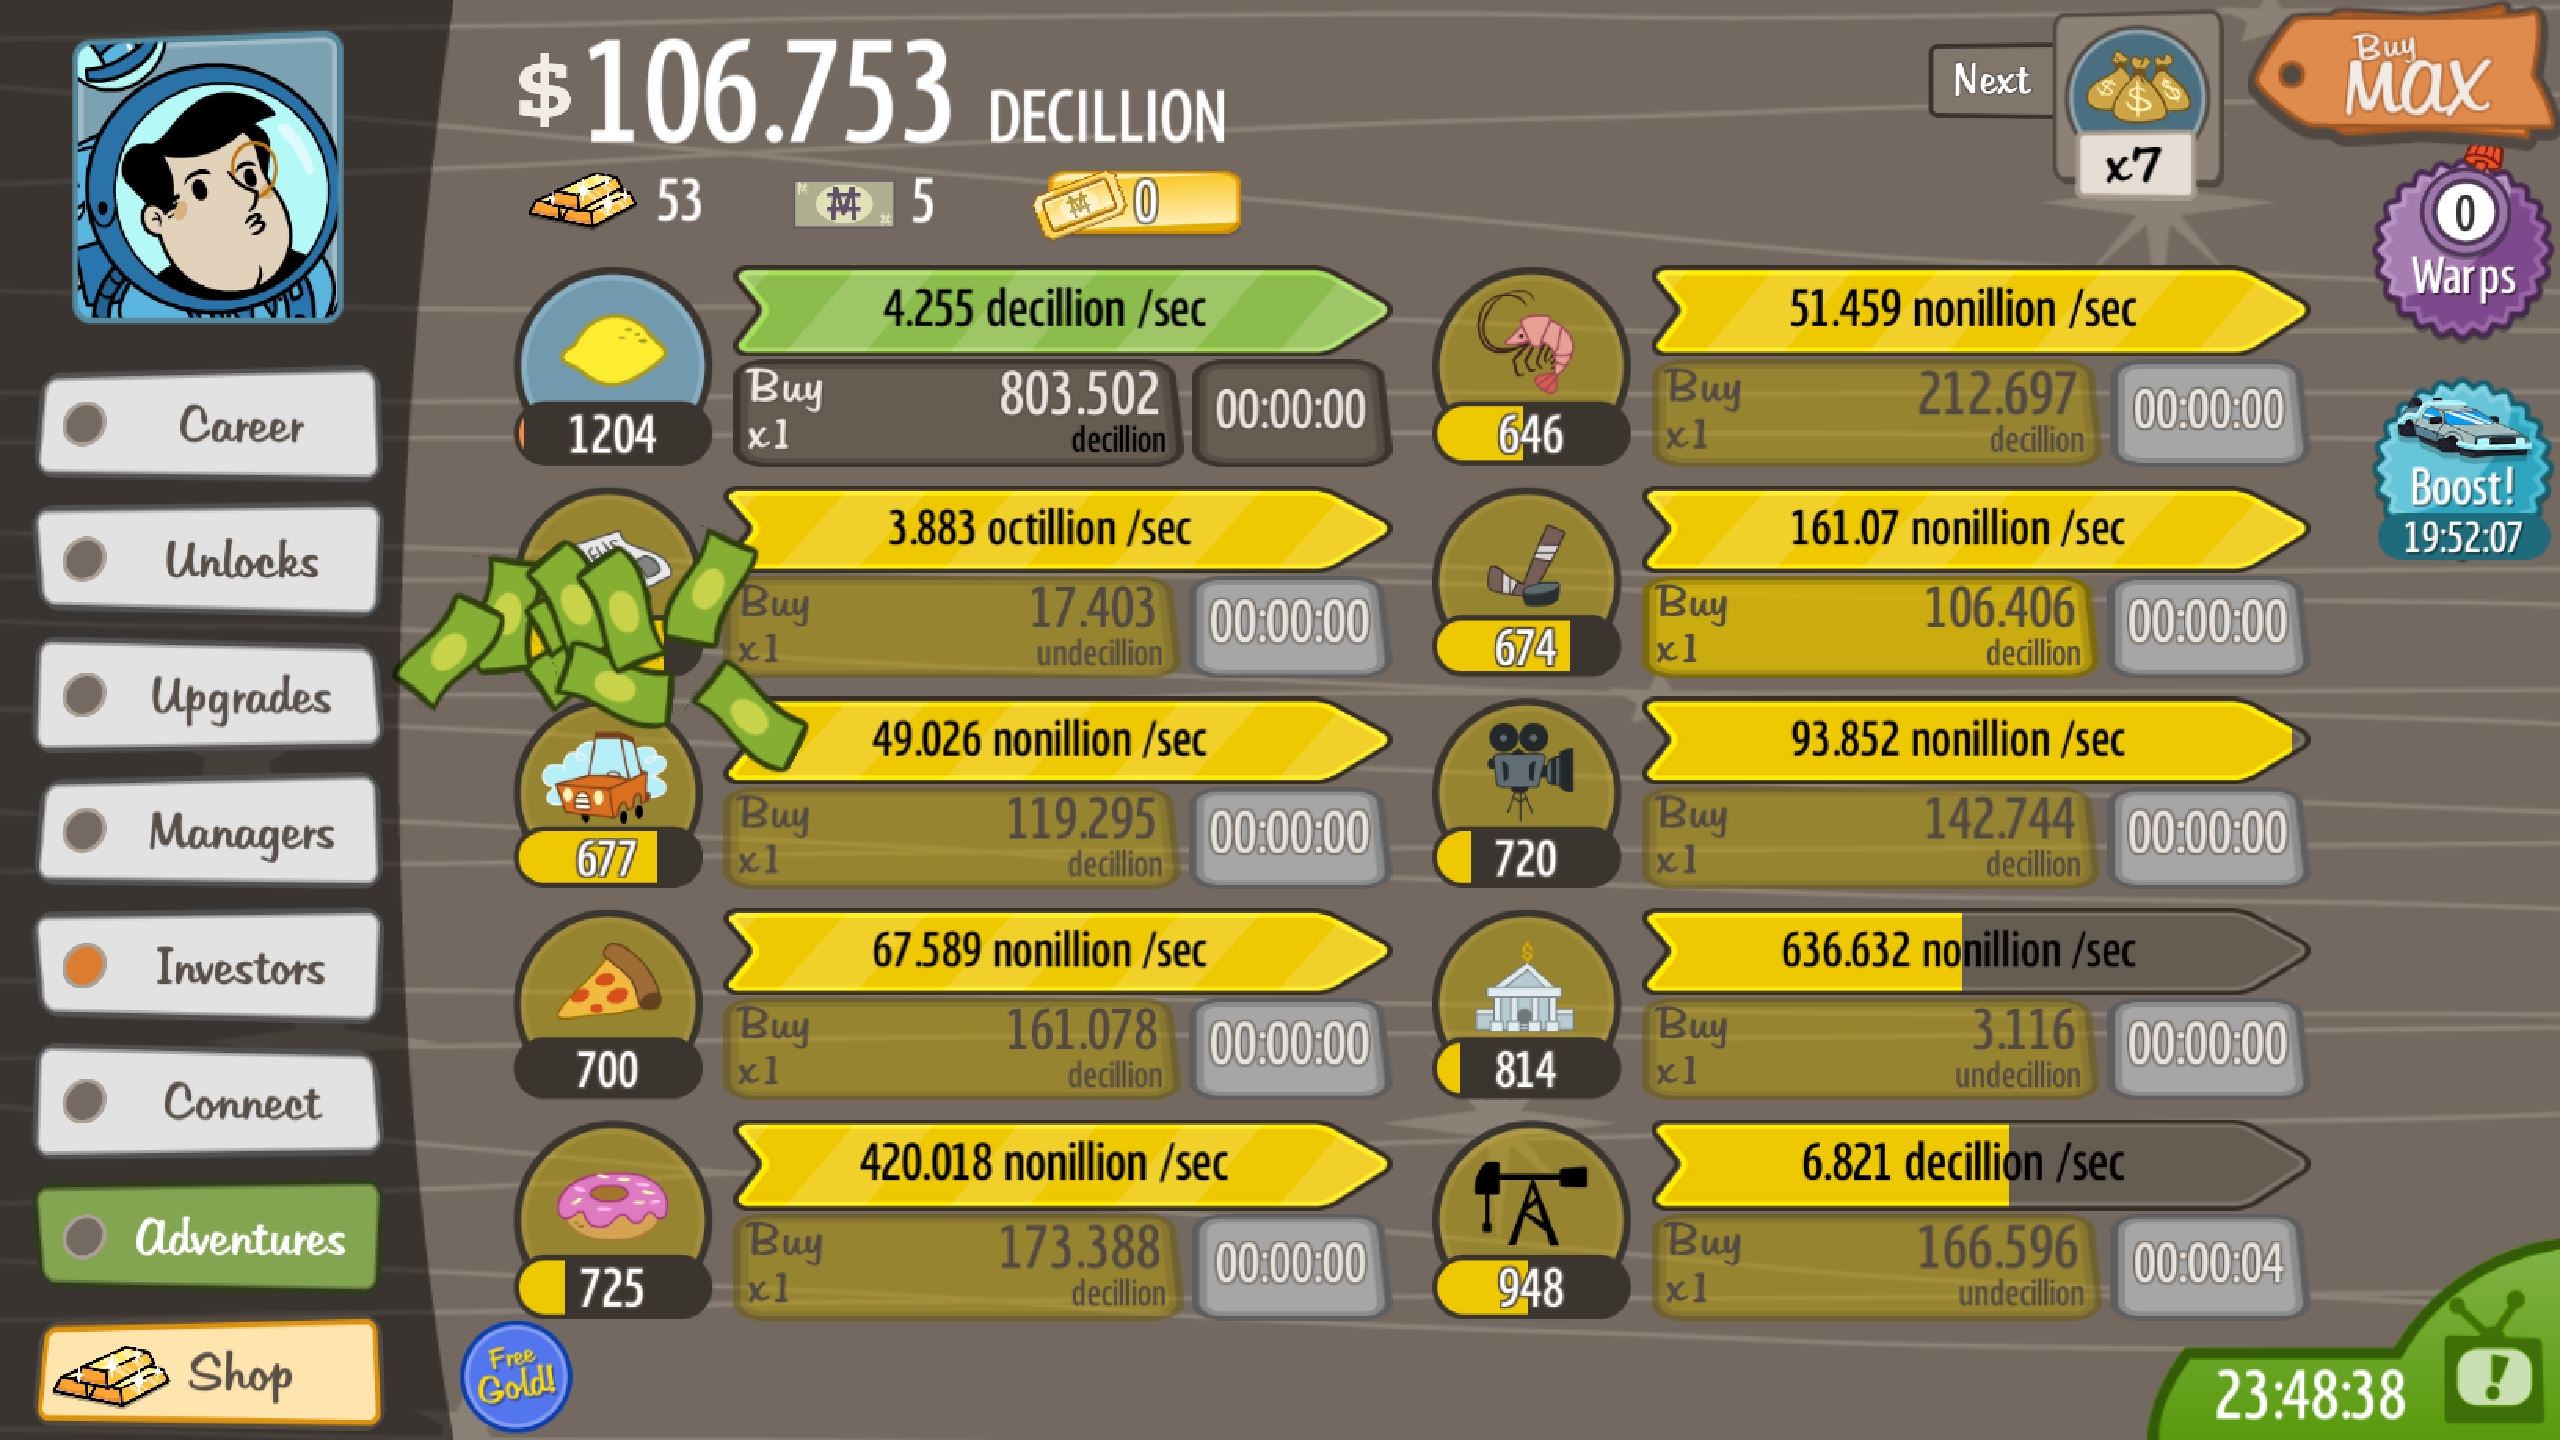 $106.753 DECILLION
53
5
0
Next
x7
Buy
MAX
0
Warps
Boost!
19:52:07
Career
Unlocks
Upgrades
Managers
Investors
Connect
Adventures
Shop
4.255 decillion /sec
1204
Buy
x1
803.502
decillion
00:00:00
51.459 nonillion /sec
646
Buy
x1
212.697
decillion
00:00:00
3.883 octillion /sec
Buy
x1
17.403
undecillion
00:00:00
161.07 nonillion /sec
674
Buy
x1
106.406
decillion
00:00:00
49.026 nonillion /sec
677
Buy
x1
119.295
decillion
00:00:00
93.852 nonillion /sec
720
Buy
x1
142.744
decillion
00:00:00
67.589 nonillion /sec
700
Buy
x1
161.078
decillion
00:00:00
636.632 nonillion /sec
814
Buy
x1
3.116
undecillion
00:00:00
420.018 nonillion /sec
725
Buy
x1
173.388
decillion
00:00:00
6.821 decillion /sec
948
Buy
x1
166.596
undecillion
00:00:04
Free
Gold!
23:48:38
!